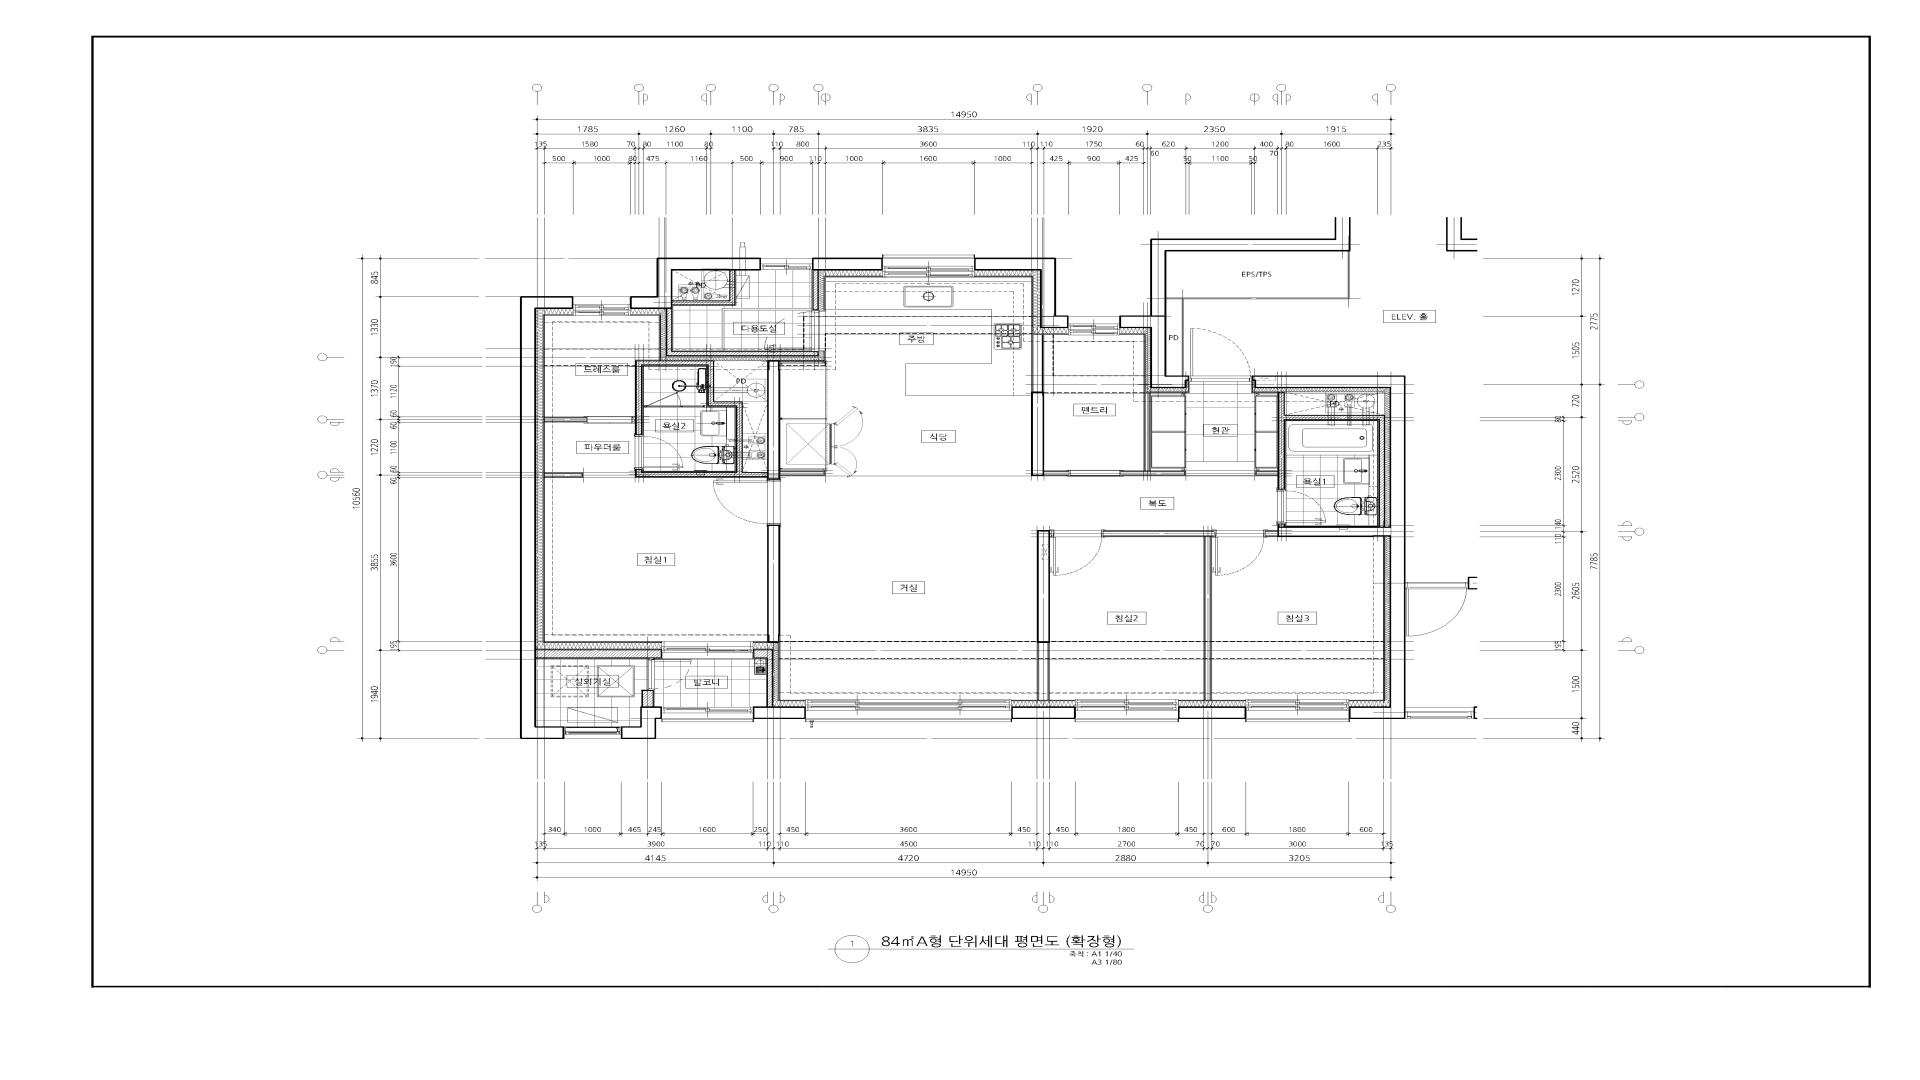 14950
1785 1260 1100 785 3835 1920 2350 1915
135 1580 70 80 1100 80 110 800 3600 110 110 1750 60 60 620 1200 400 70 80 1600 235
500 1000 80 475 1160 500 900 110 1000 1600 1000 425 900 425 50 1100 50
EPS/TPS
ELEV. 홀
PD
다용도실
주방
드레스룸
PD
펜트리
현관
욕실2
식당
파우더룸
욕실1
복도
침실1
거실
침실2
침실3
실외기실
발코니
10560
845
1330
1370
1220
3855
1940
190
1120
60
60
1100
60
60
3600
195
1270
1505
720
2520
2605
1500
440
2775
7785
80
2300
140
110
2300
195
340 1000 465 245 1600 250 450 3600 450 450 1800 450 600 1800 600
135 3900 110 110 4500 110 110 2700 70 70 3000 135
4145 4720 2880 3205
14950
1
84㎡A형 단위세대 평면도 (확장형)
축척 : A1 1/40
A3 1/80